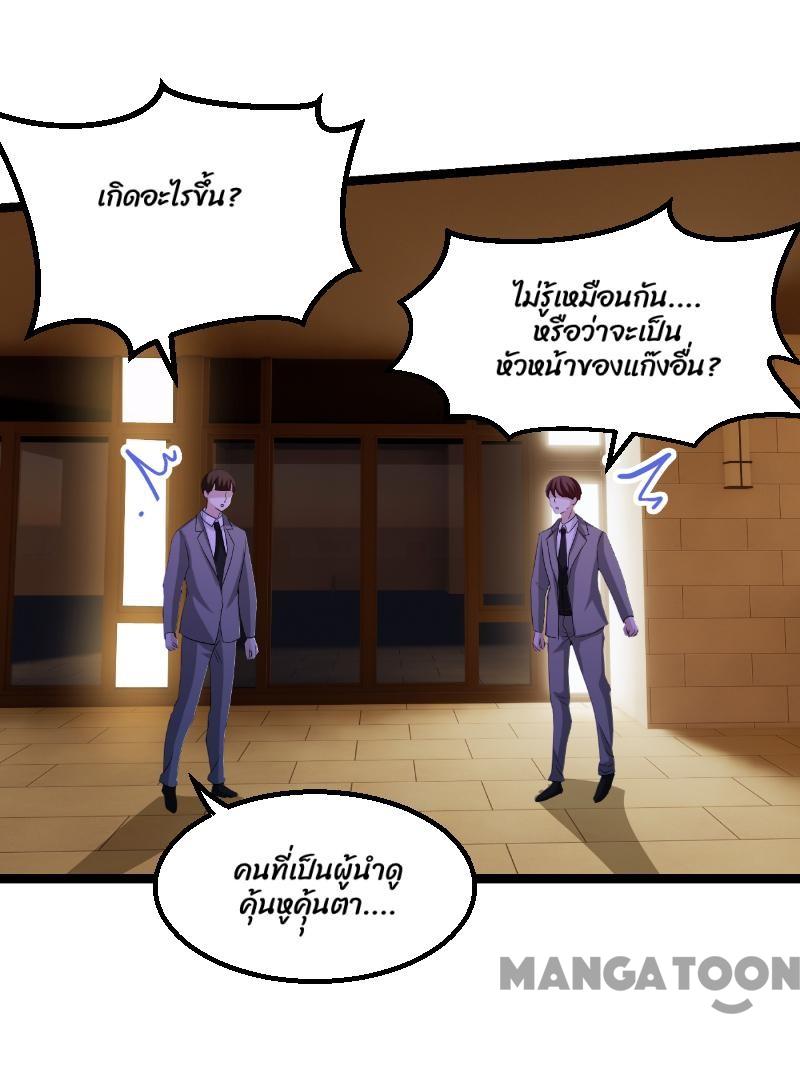 เกิดอะไรขึ้น?
ไม่รู้เหมือนกัน....
หรือว่าจะเป็น
หัวหน้าของแก๊งอื่น?
คนที่เป็นผู้นำดู
คุ้นหูคุ้นตา....
MANGATOON